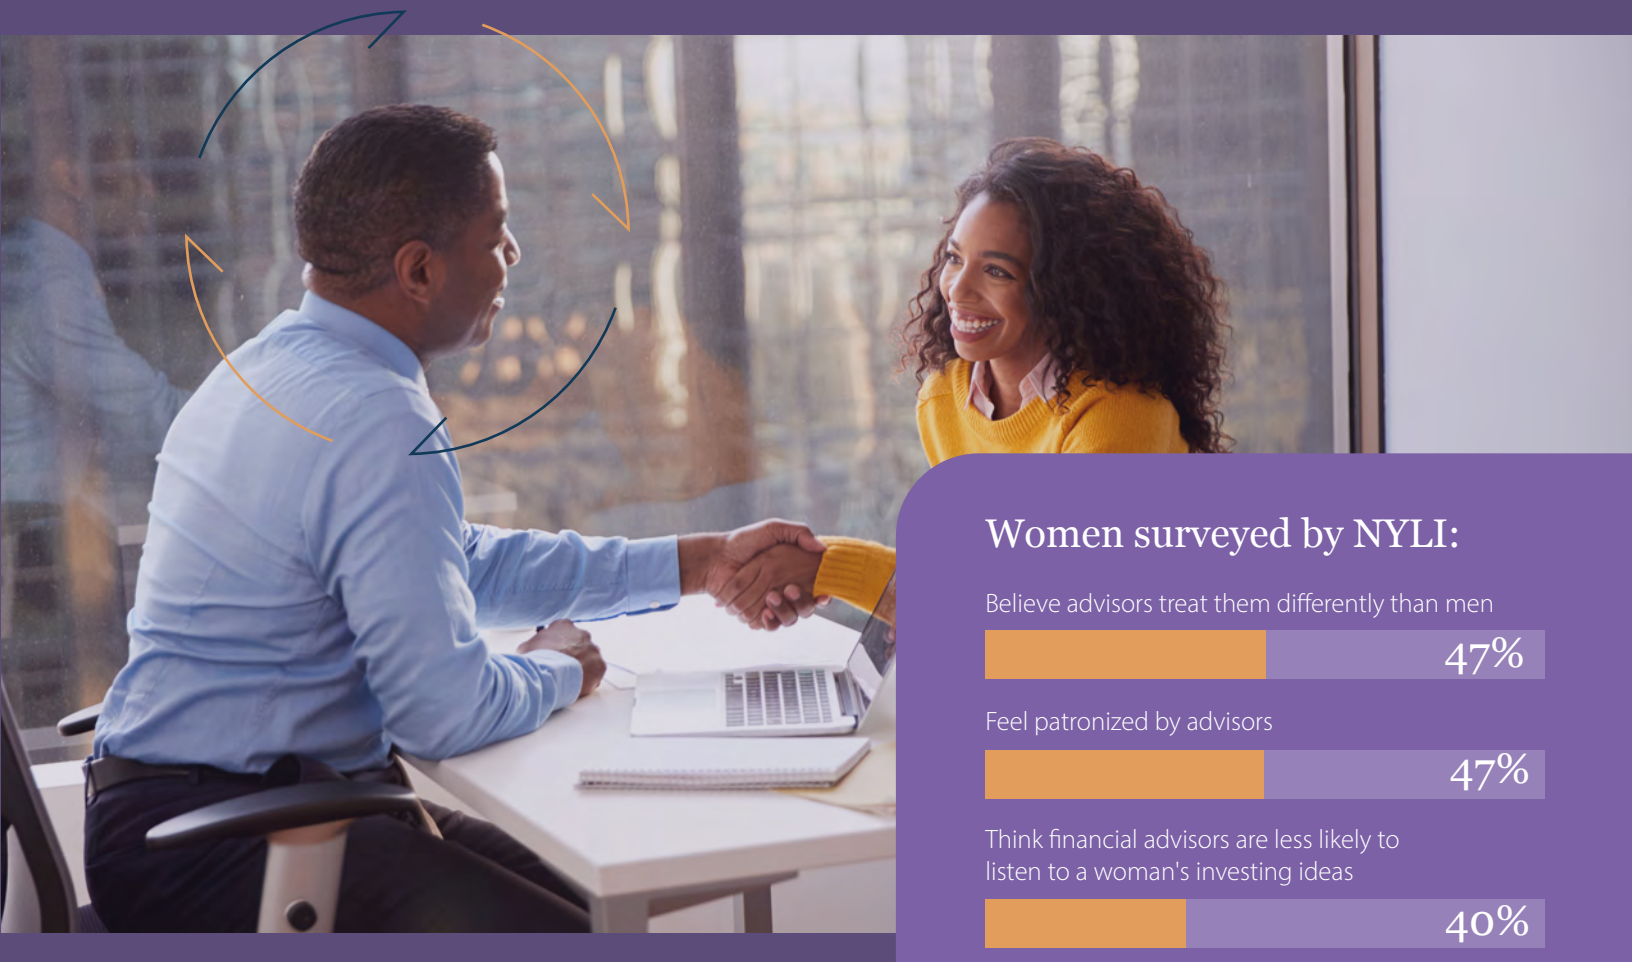 Women surveyed by NYLI:
Believe advisors treat them differently than men
47%
Feel patronized by advisors
47%
Think financial advisors are less likely to
listen to a woman's investing ideas
40%